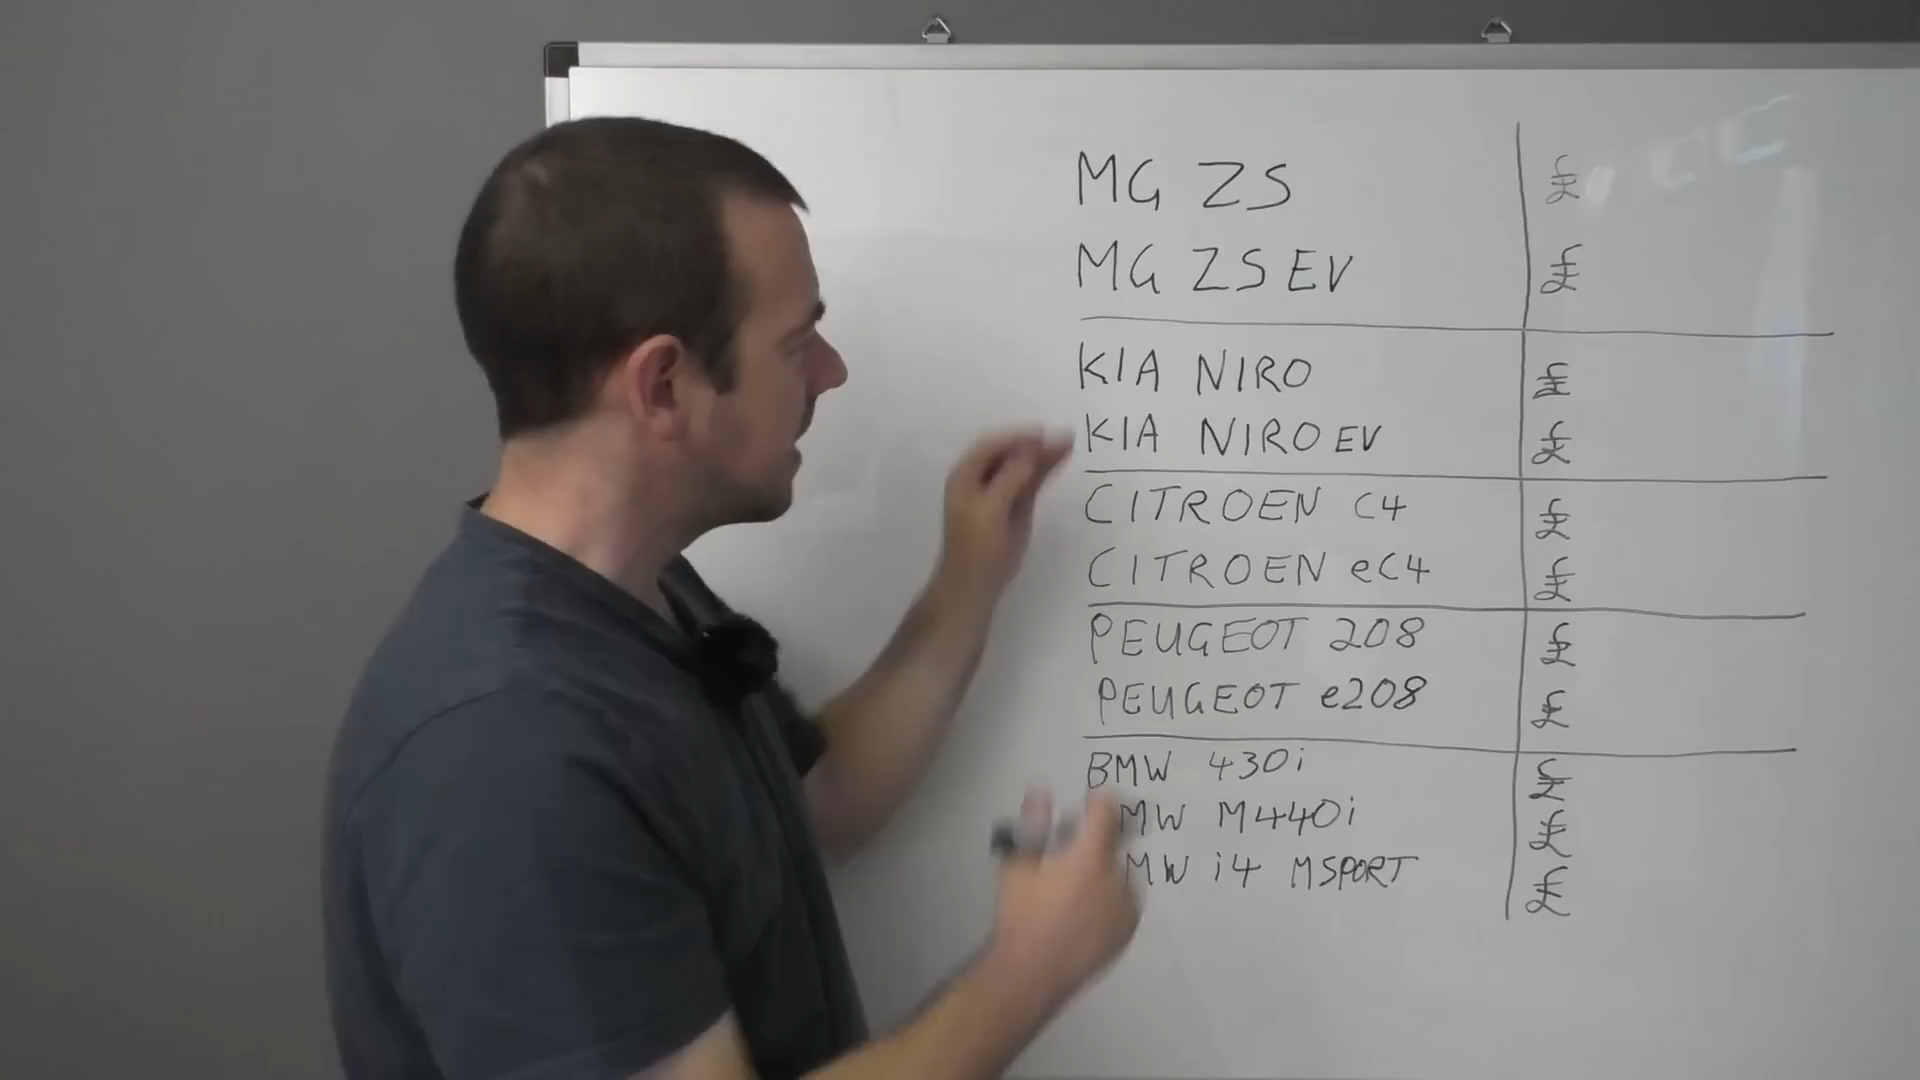 MG ZS £
MG ZS EV £
KIA NIRO £
KIA NIRO EV £
CITROEN C4 £
CITROEN eC4 £
PEUGEOT 208 £
PEUGEOT e208 £
BMW 430i £
MW M440i £
MW i4 MSPORT £